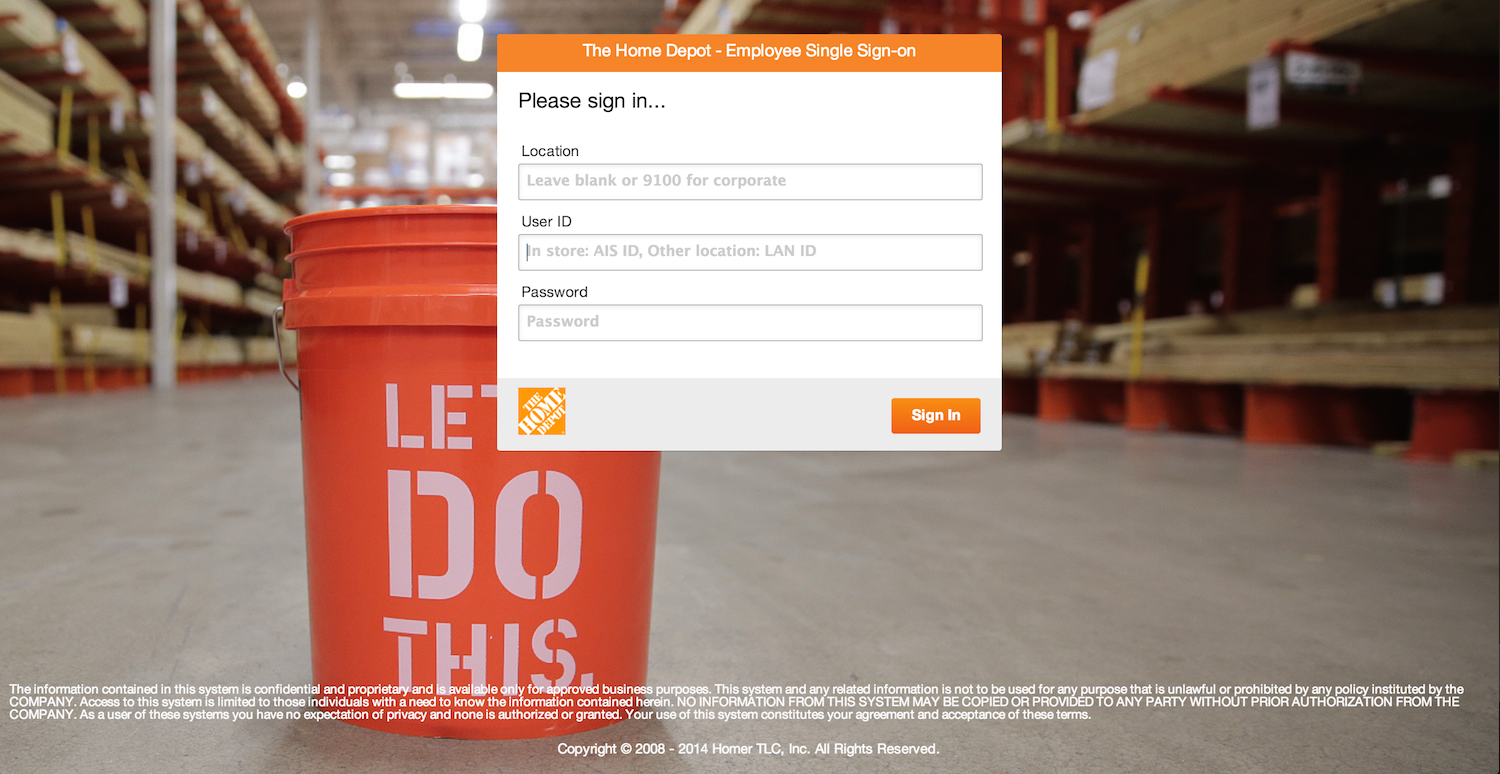 The Home Depot - Employee Single Sign-on
Please sign in...
Location
Leave blank or 9100 for corporate
User ID
In store: AIS ID, Other location: LAN ID
Password
Password
THE
HOME
DEPOT
Sign In
LET
DO
THIS.
The information contained in this system is confidential and proprietary and is available only for approved business purposes. This system and any related information is not to be used for any purpose that is unlawful or prohibited by any policy instituted by the
COMPANY. Access to this system is limited to those individuals with a need to know the information contained herein. NO INFORMATION FROM THIS SYSTEM MAY BE COPIED OR PROVIDED TO ANY PARTY WITHOUT PRIOR AUTHORIZATION FROM THE
COMPANY. As a user of these systems you have no expectation of privacy and none is authorized or granted. Your use of this system constitutes your agreement and acceptance of these terms.
Copyright © 2008 - 2014 Homer TLC, Inc. All Rights Reserved.